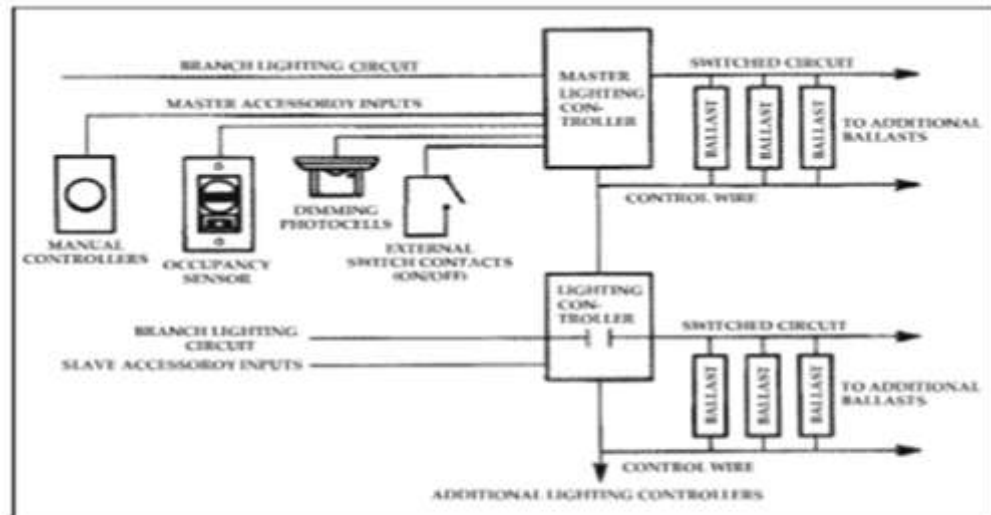 BRANCH LIGHTING CIRCUIT
MASTER ACCESSOROY INPUTS
MASTER
LIGHTING
CON-
TROLLER
SWITCHED CIRCUIT
BALLAST
BALLAST
BALLAST
TO ADDITIONAL
BALLASTS
CONTROL WIRE
MANUAL
CONTROLLERS
OCCUPANCY
SENSOR
DIMMING
PHOTOCELLS
EXTERNAL
SWITCH CONTACTS
(ON/OFF)
LIGHTING
CON-
TROLLER
BRANCH LIGHTING
CIRCUIT
SLAVE ACCESSOROY INPUTS
SWITCHED CIRCUIT
BALLAST
BALLAST
BALLAST
TO ADDITIONAL
BALLASTS
CONTROL WIRE
ADDITIONAL LIGHTING CONTROLLERS